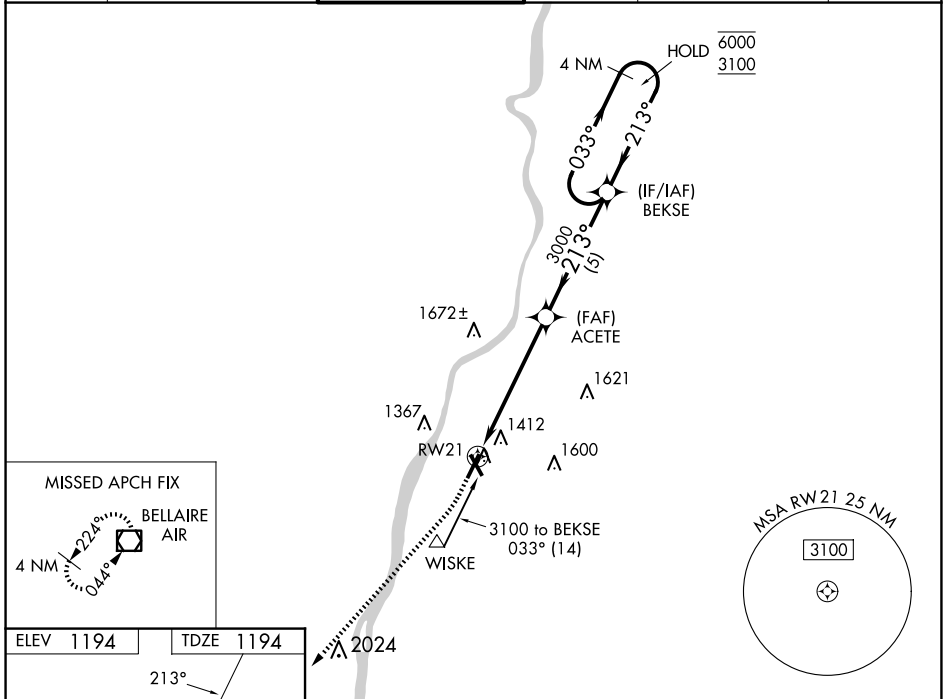 HOLD 6000
3100
4 NM
033°
213°
(IF/IAF)
BEKSE
3000
213°
(5)
(FAF)
ACETE
1672±
1621
1367
1412
RW21
1600
3100 to BEKSE
033° (14)
WISKE
MISSED APCH FIX
BELLAIRE
AIR
224°
4 NM
044°
MSA RW21 25 NM
3100
ELEV 1194
TDZE 1194
2024
213°